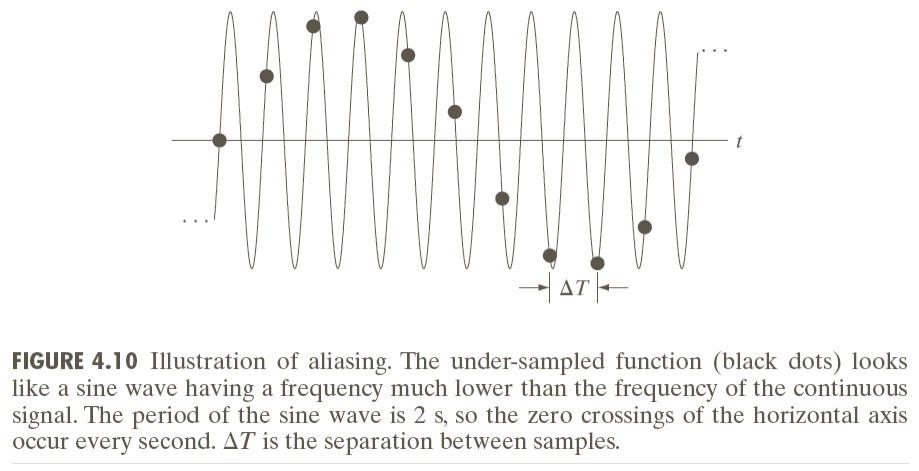 . . .
t
. . .
ΔT
FIGURE 4.10 Illustration of aliasing. The under-sampled function (black dots) looks
like a sine wave having a frequency much lower than the frequency of the continuous
signal. The period of the sine wave is 2 s, so the zero crossings of the horizontal axis
occur every second. ΔT is the separation between samples.